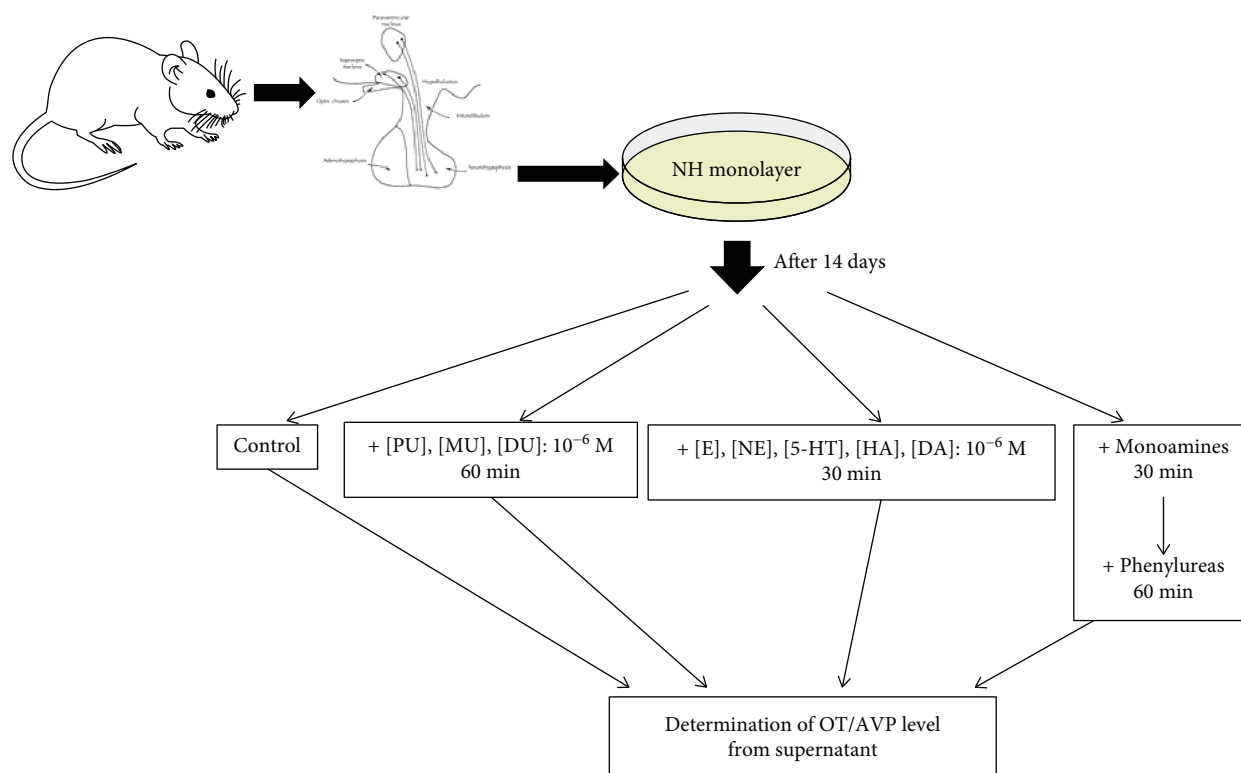 Paraventricular
nucleus
Supraoptic
nucleus
Hypothalamus
Optic chiasm
Infundibulum
Adenohypophysis
Neurohypophysis
NH monolayer
After 14 days
Control
+ [PU], [MU], [DU]: 10⁻⁶ M
60 min
+ [E], [NE], [5-HT], [HA], [DA]: 10⁻⁶ M
30 min
+ Monoamines
30 min
+ Phenylureas
60 min
Determination of OT/AVP level
from supernatant